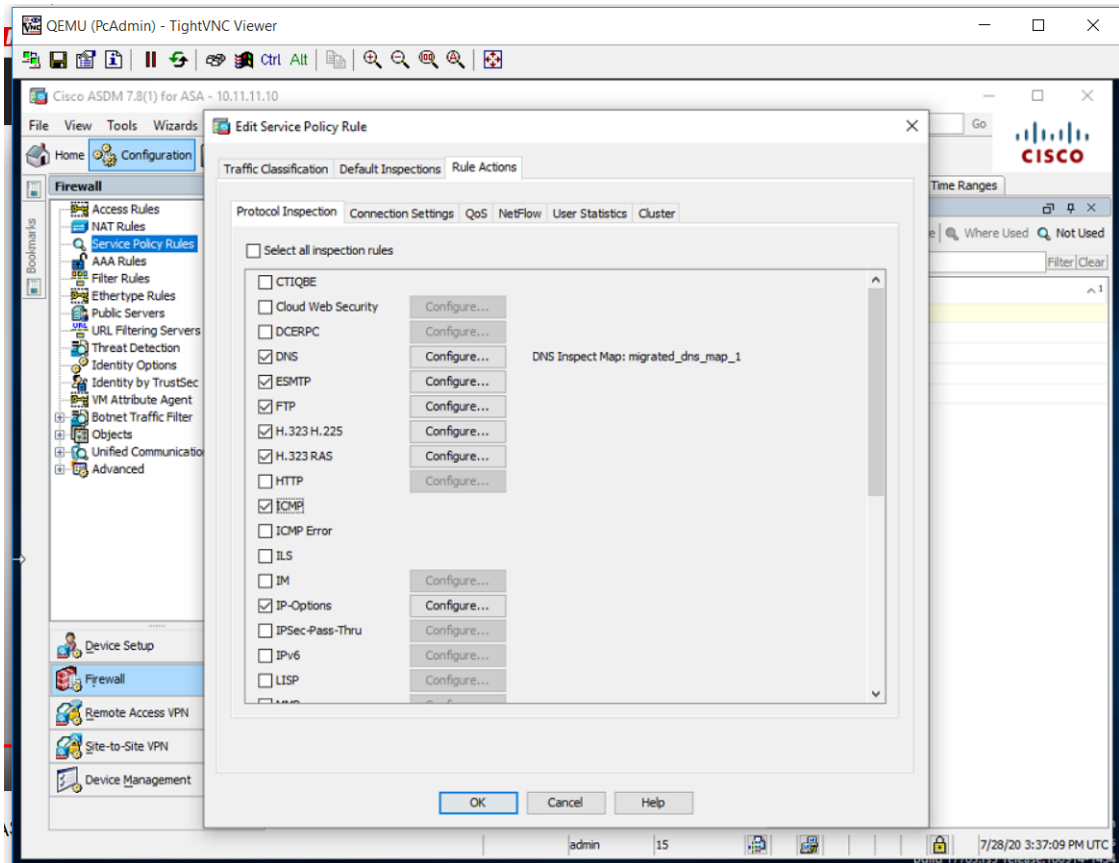 QEMU (PcAdmin) - TightVNC Viewer
Ctrl Alt
Cisco ASDM 7.8(1) for ASA - 10.11.11.10
File View Tools Wizards
Go
CISCO
Home Configuration
Edit Service Policy Rule
Traffic Classification Default Inspections Rule Actions
Firewall
Time Ranges
Bookmarks
Access Rules
NAT Rules
Service Policy Rules
AAA Rules
Filter Rules
Ethertype Rules
Public Servers
URL Filtering Servers
Threat Detection
Identity Options
Identity by TrustSec
VM Attribute Agent
Botnet Traffic Filter
Objects
Unified Communicatio
Advanced
Device Setup
Firewall
Remote Access VPN
Site-to-Site VPN
Device Management
Protocol Inspection Connection Settings QoS NetFlow User Statistics Cluster
Select all inspection rules
CTIQBE
Cloud Web Security Configure...
DCERPC Configure...
DNS Configure... DNS Inspect Map: migrated_dns_map_1
ESMTP Configure...
FTP Configure...
H.323 H.225 Configure...
H.323 RAS Configure...
HTTP Configure...
ICMP
ICMP Error
ILS
IM Configure...
IP-Options Configure...
IPSec-Pass-Thru Configure...
IPv6 Configure...
LISP Configure...
OK Cancel Help
Where Used Not Used
Filter Clear
1
admin 15 7/28/20 3:37:09 PM UTC